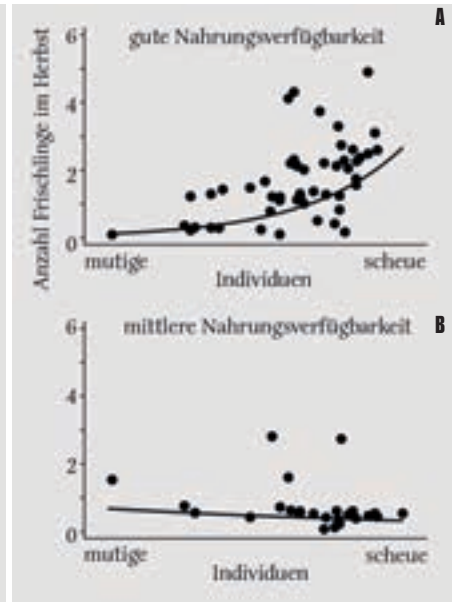 A
gute Nahrungsverfügbarkeit
Anzahl Frischlinge im Herbst
6
4
2
0
mutige
scheue
Individuen
B
mittlere Nahrungsverfügbarkeit
6
4
2
0
mutige
scheue
Individuen